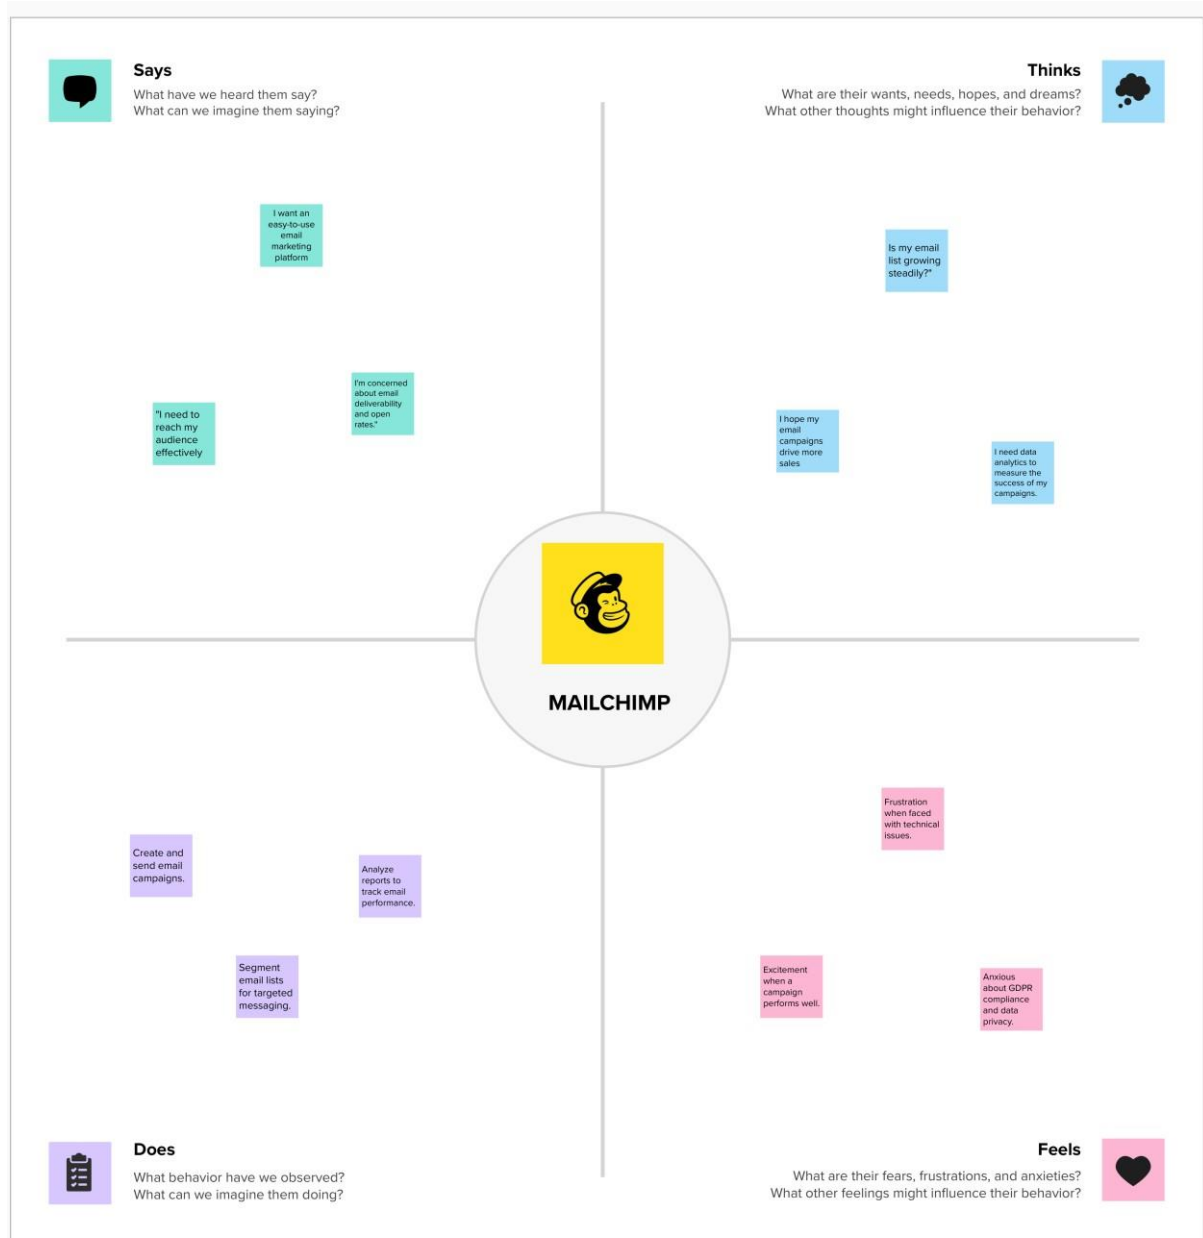 Says
What have we heard them say?
What can we imagine them saying?
Thinks
What are their wants, needs, hopes, and dreams?
What other thoughts might influence their behavior?
I want an
easy-to-use
email
marketing
platform
"I need to
reach my
audience
effectively
I'm concerned
about email
deliverability
and open
rates."
Is my email
list growing
steadily?"
I hope my
email
campaigns
drive more
sales
I need data
analytics to
measure the
success of my
campaigns.
MAILCHIMP
Create and
send email
campaigns.
Analyze
reports to
track email
performance.
Segment
email lists
for targeted
messaging.
Frustration
when faced
with technical
issues.
Excitement
when a
campaign
performs well.
Anxious
about GDPR
compliance
and data
privacy.
Does
What behavior have we observed?
What can we imagine them doing?
Feels
What are their fears, frustrations, and anxieties?
What other feelings might influence their behavior?